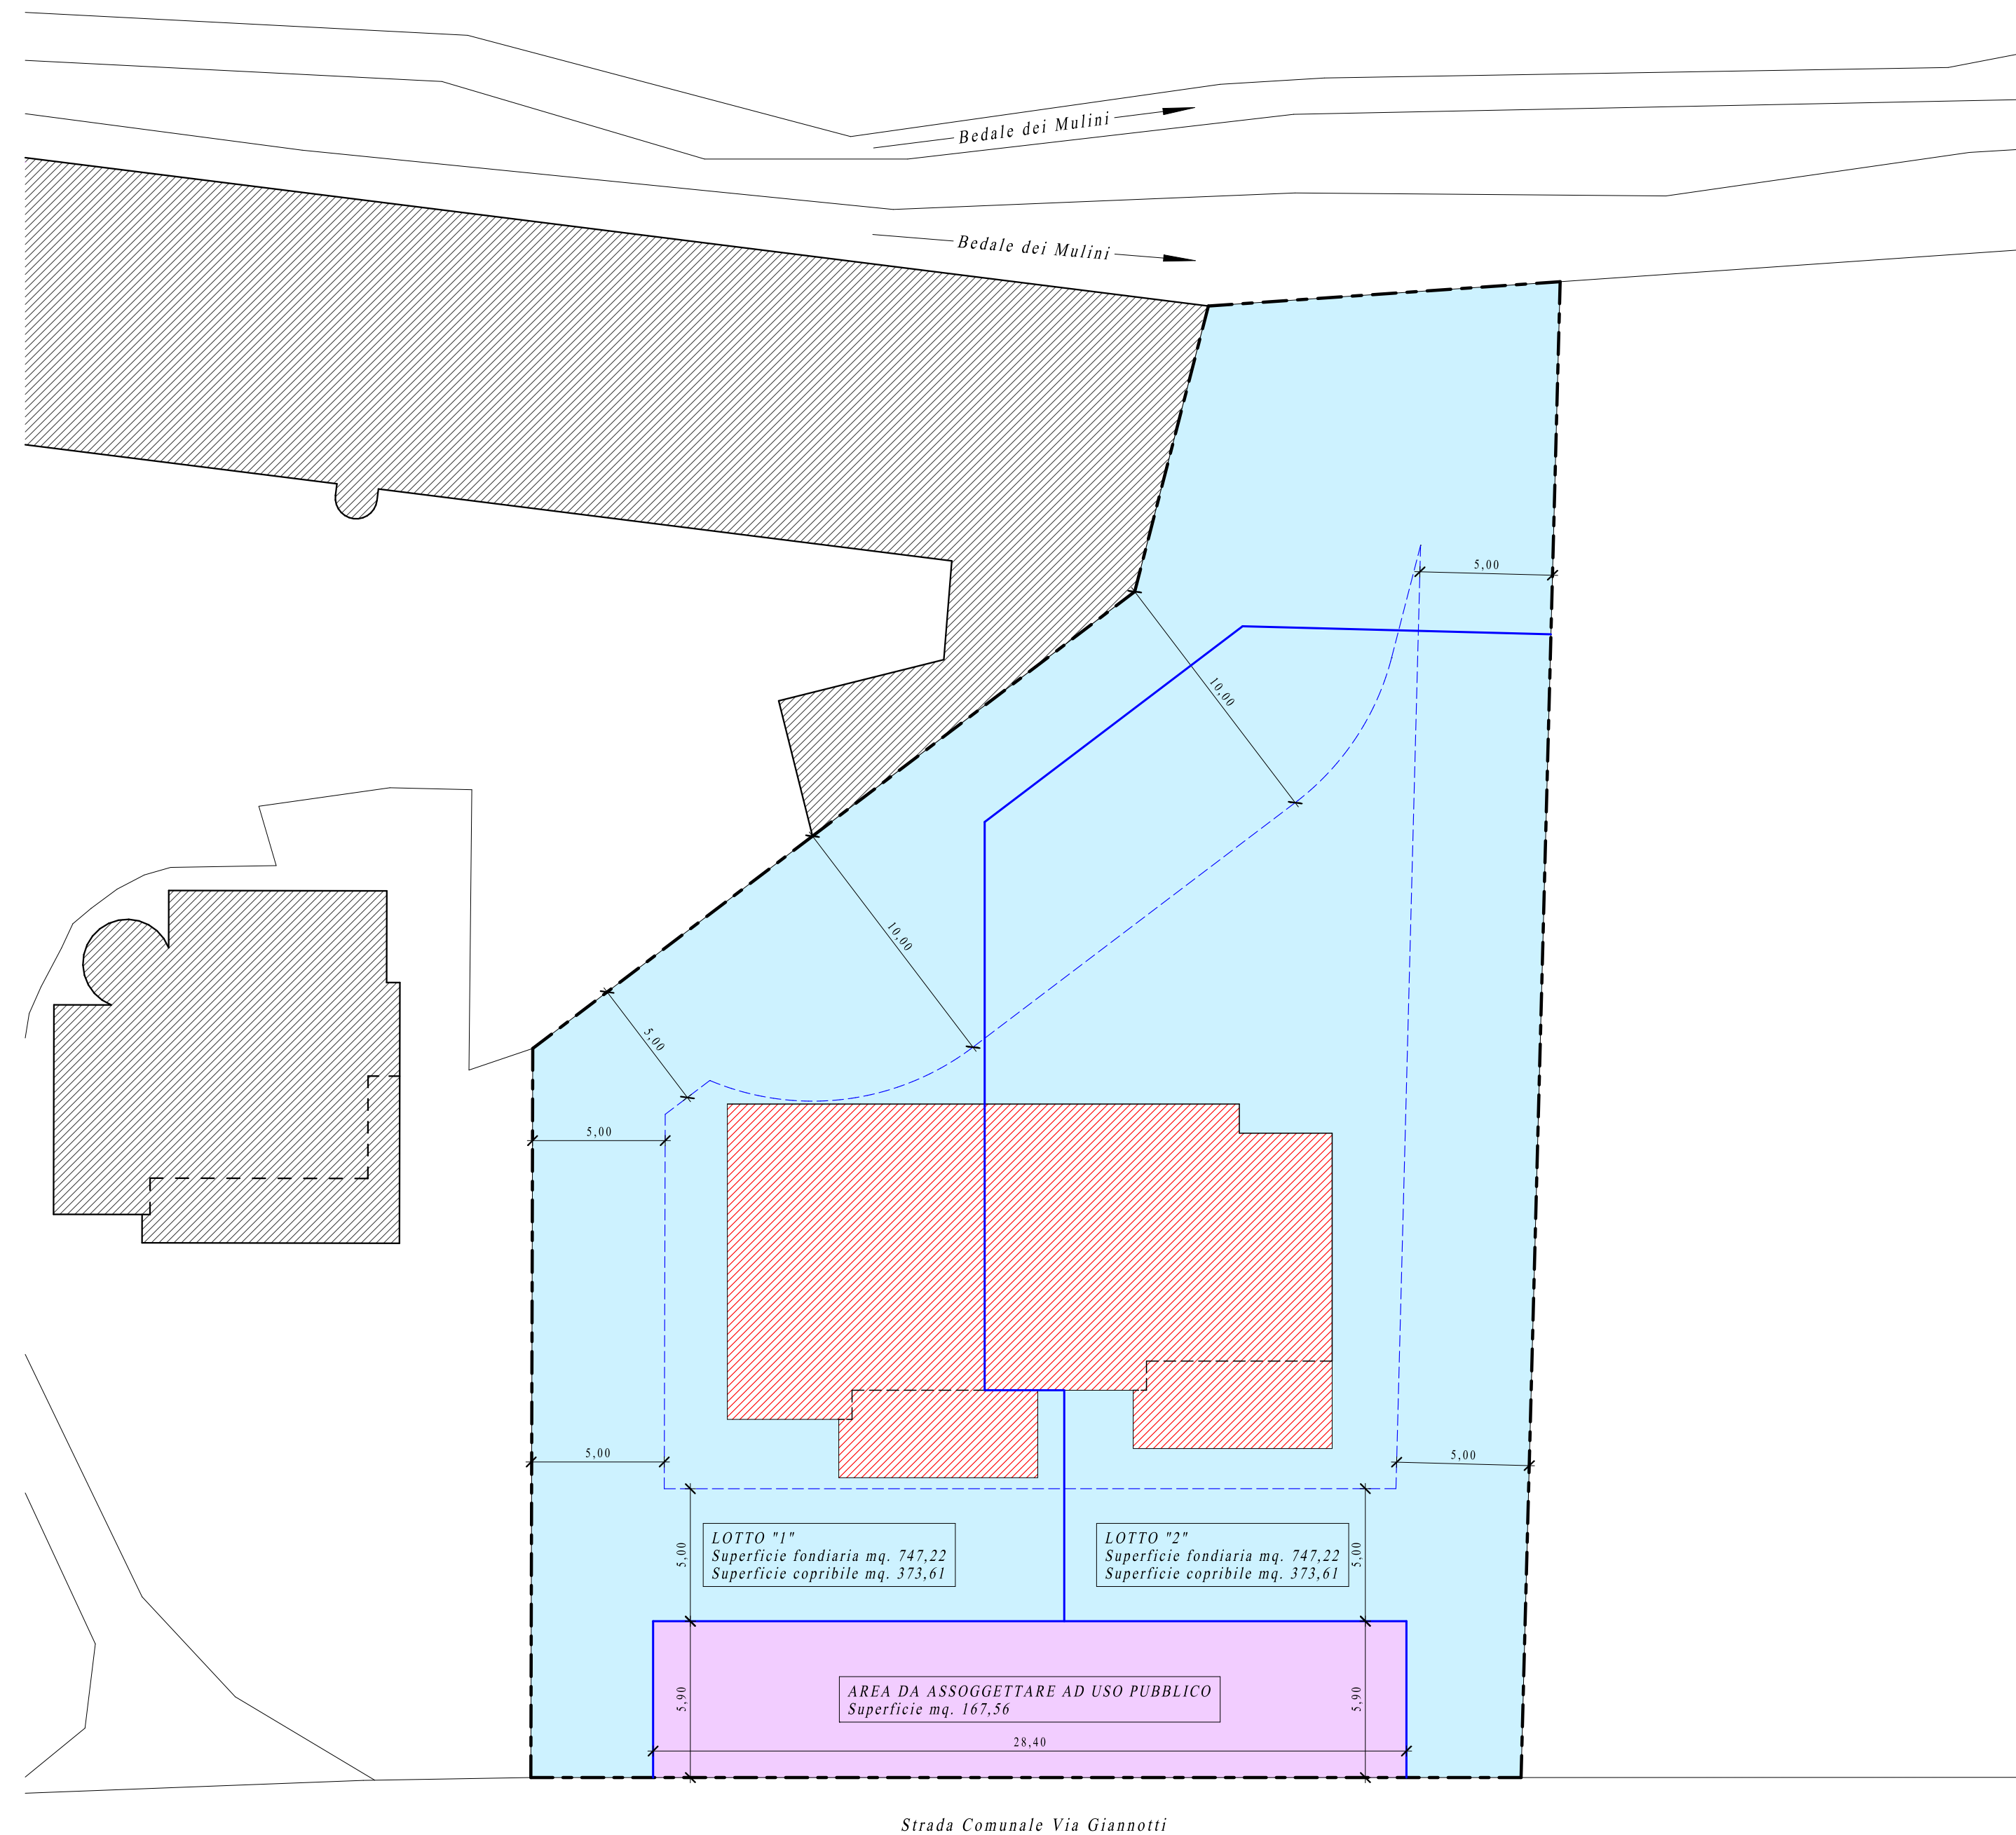 Bedale dei Mulini
Bedale dei Mulini
5,00
10,00
10,00
5,00
5,00
5,00
5,00
LOTTO "1"
Superficie fondiaria mq. 747,22
Superficie copribile mq. 373,61
LOTTO "2"
Superficie fondiaria mq. 747,22
Superficie copribile mq. 373,61
5,00
5,00
AREA DA ASSOGGETTARE AD USO PUBBLICO
Superficie mq. 167,56
5,90
5,90
28,40
Strada Comunale Via Giannotti